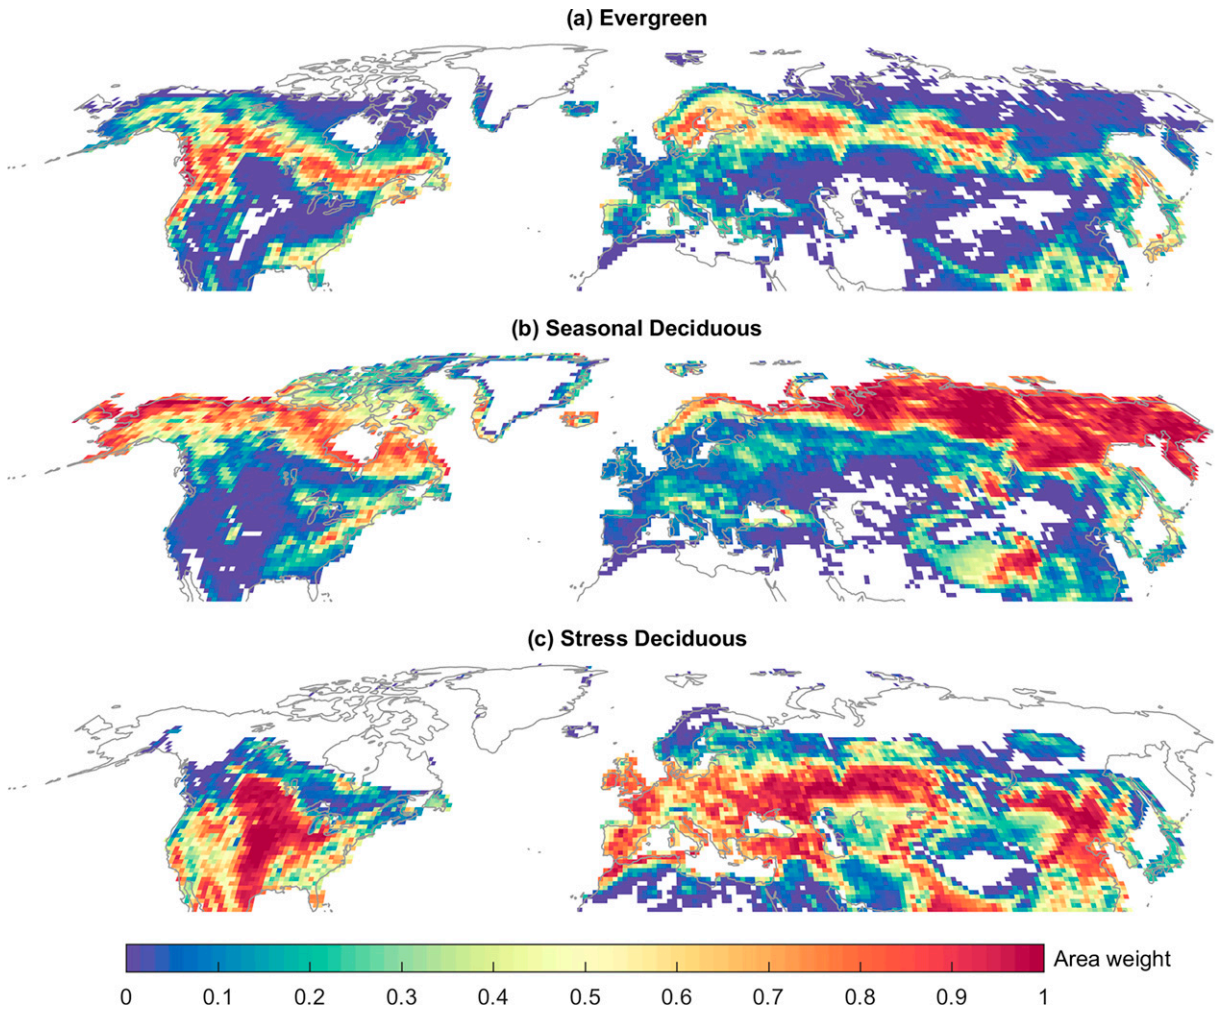 (a) Evergreen
(b) Seasonal Deciduous
(c) Stress Deciduous
Area weight
0 0.1 0.2 0.3 0.4 0.5 0.6 0.7 0.8 0.9 1